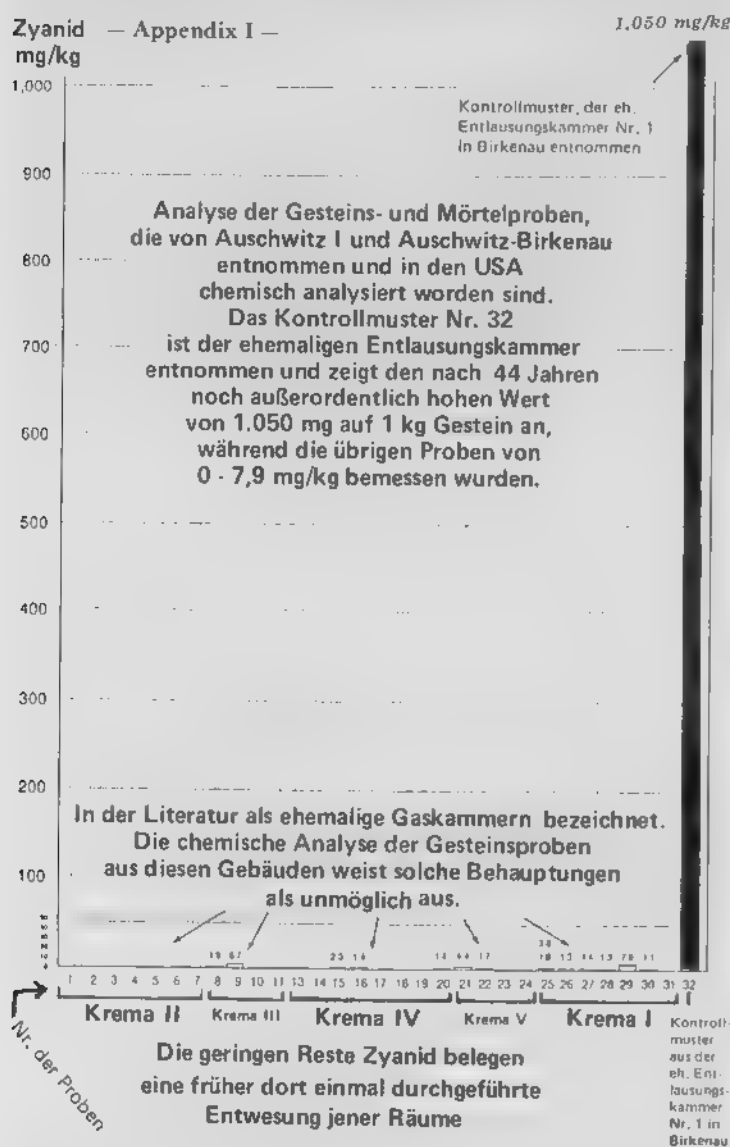 Zyanid
mg/kg
— Appendix I —
1.050 mg/kg
1,000
Kontrollmuster, der eh.
Entlausungskammer Nr. 1
in Birkenau entnommen
900
Analyse der Gesteins- und Mörtelproben,
die von Auschwitz I und Auschwitz-Birkenau
entnommen und in den USA
800
chemisch analysiert worden sind.
Das Kontrollmuster Nr. 32
700
ist der ehemaligen Entlausungskammer
entnommen und zeigt den nach 44 Jahren
noch außerordentlich hohen Wert
von 1.050 mg auf 1 kg Gestein an,
600
während die übrigen Proben von
0 - 7,9 mg/kg bemessen wurden.
500
400
300
200
In der Literatur als ehemalige Gaskammern bezeichnet.
Die chemische Analyse der Gesteinsproben
100
aus diesen Gebäuden weist solche Behauptungen
als unmöglich aus.
1 2 3 4 5 6 7 8 9 10 11 13 14 15 16 17 18 19 20 21 22 23 24 25 26 27 28 29 30 31 32
Krema II Krema III Krema IV Krema V Krema I
Nr. der Proben
Die geringen Reste Zyanid belegen
eine früher dort einmal durchgeführte
Entwesung jener Räume
Kontroll-
muster
aus der
eh. Ent-
lausungs-
kammer
Nr. 1 in
Birkenau